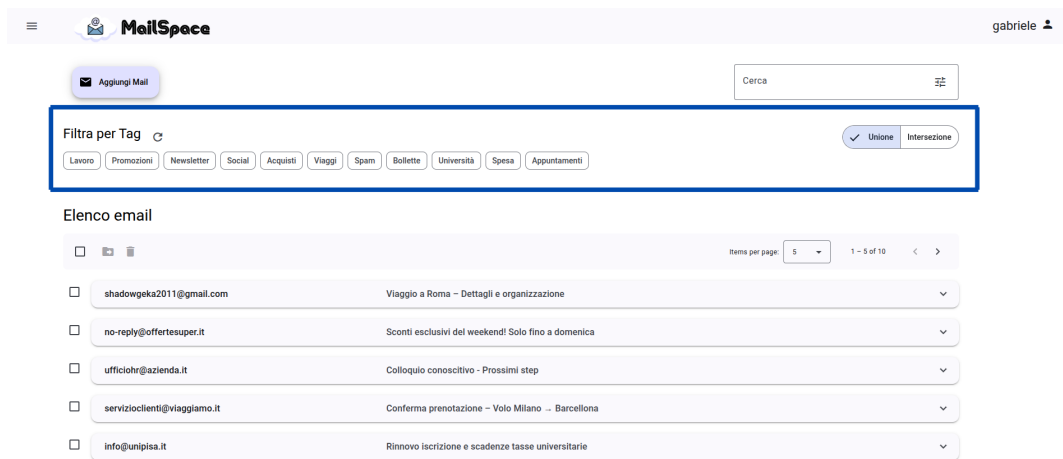 MailSpace
gabriele
Aggiungi Mail
Cerca
Filtra per Tag
Unione Intersezione
Lavoro Promozioni Newsletter Social Acquisti Viaggi Spam Bollette Università Spesa Appuntamenti
Elenco email
Items per page: 5 1 – 5 of 10
shadowgeka2011@gmail.com Viaggio a Roma – Dettagli e organizzazione
no-reply@offertesuper.it Sconti esclusivi del weekend! Solo fino a domenica
ufficiohr@azienda.it Colloquio conoscitivo - Prossimi step
servizioclienti@viaggiamo.it Conferma prenotazione – Volo Milano → Barcellona
info@unipisa.it Rinnovo iscrizione e scadenze tasse universitarie